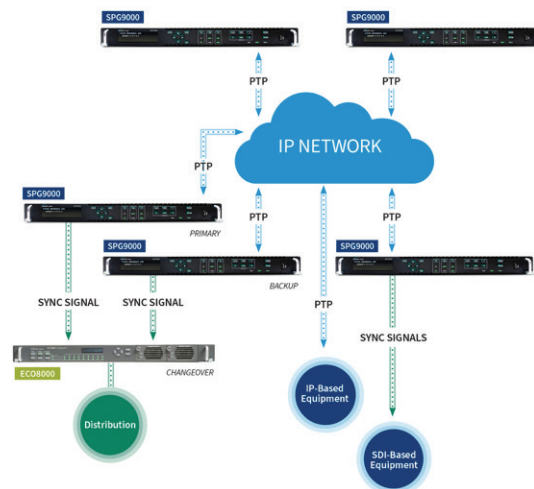 SPG9000
SPG9000
PTP
PTP
IP NETWORK
PTP
SPG9000
PRIMARY
PTP
PTP
SPG9000
SPG9000
BACKUP
SYNC SIGNAL
SYNC SIGNAL
PTP
SYNC SIGNALS
ECO8000
CHANGEOVER
IP-Based
Equipment
Distribution
SDI-Based
Equipment